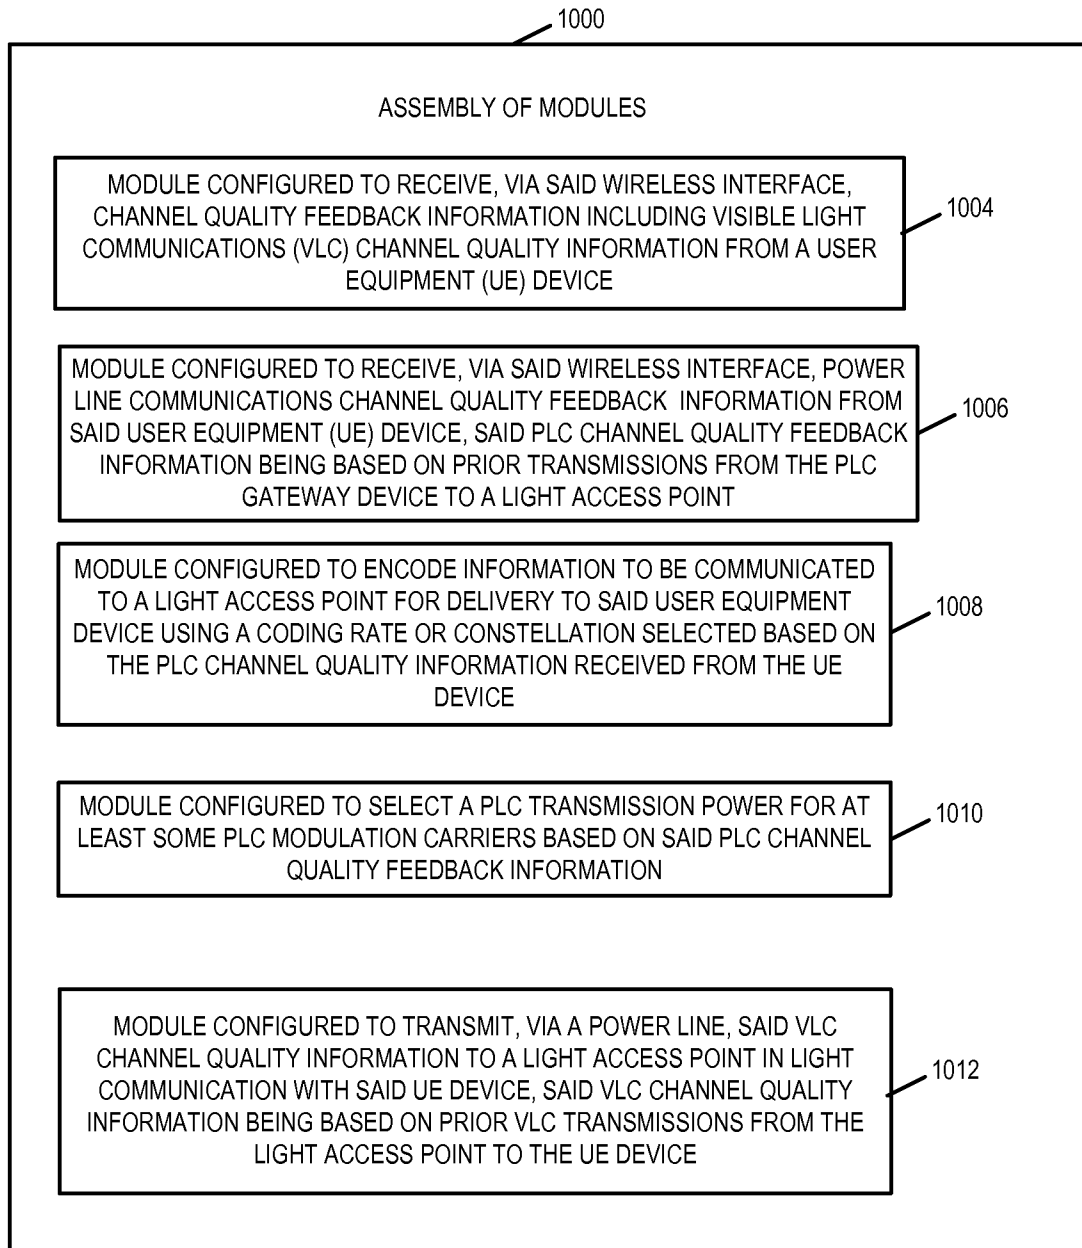 1000
ASSEMBLY OF MODULES
MODULE CONFIGURED TO RECEIVE, VIA SAID WIRELESS INTERFACE,
CHANNEL QUALITY FEEDBACK INFORMATION INCLUDING VISIBLE LIGHT
COMMUNICATIONS (VLC) CHANNEL QUALITY INFORMATION FROM A USER
EQUIPMENT (UE) DEVICE
1004
MODULE CONFIGURED TO RECEIVE, VIA SAID WIRELESS INTERFACE, POWER
LINE COMMUNICATIONS CHANNEL QUALITY FEEDBACK INFORMATION FROM
SAID USER EQUIPMENT (UE) DEVICE, SAID PLC CHANNEL QUALITY FEEDBACK
INFORMATION BEING BASED ON PRIOR TRANSMISSIONS FROM THE PLC
GATEWAY DEVICE TO A LIGHT ACCESS POINT
1006
MODULE CONFIGURED TO ENCODE INFORMATION TO BE COMMUNICATED
TO A LIGHT ACCESS POINT FOR DELIVERY TO SAID USER EQUIPMENT
DEVICE USING A CODING RATE OR CONSTELLATION SELECTED BASED ON
THE PLC CHANNEL QUALITY INFORMATION RECEIVED FROM THE UE
DEVICE
1008
MODULE CONFIGURED TO SELECT A PLC TRANSMISSION POWER FOR AT
LEAST SOME PLC MODULATION CARRIERS BASED ON SAID PLC CHANNEL
QUALITY FEEDBACK INFORMATION
1010
MODULE CONFIGURED TO TRANSMIT, VIA A POWER LINE, SAID VLC
CHANNEL QUALITY INFORMATION TO A LIGHT ACCESS POINT IN LIGHT
COMMUNICATION WITH SAID UE DEVICE, SAID VLC CHANNEL QUALITY
INFORMATION BEING BASED ON PRIOR VLC TRANSMISSIONS FROM THE
LIGHT ACCESS POINT TO THE UE DEVICE
1012